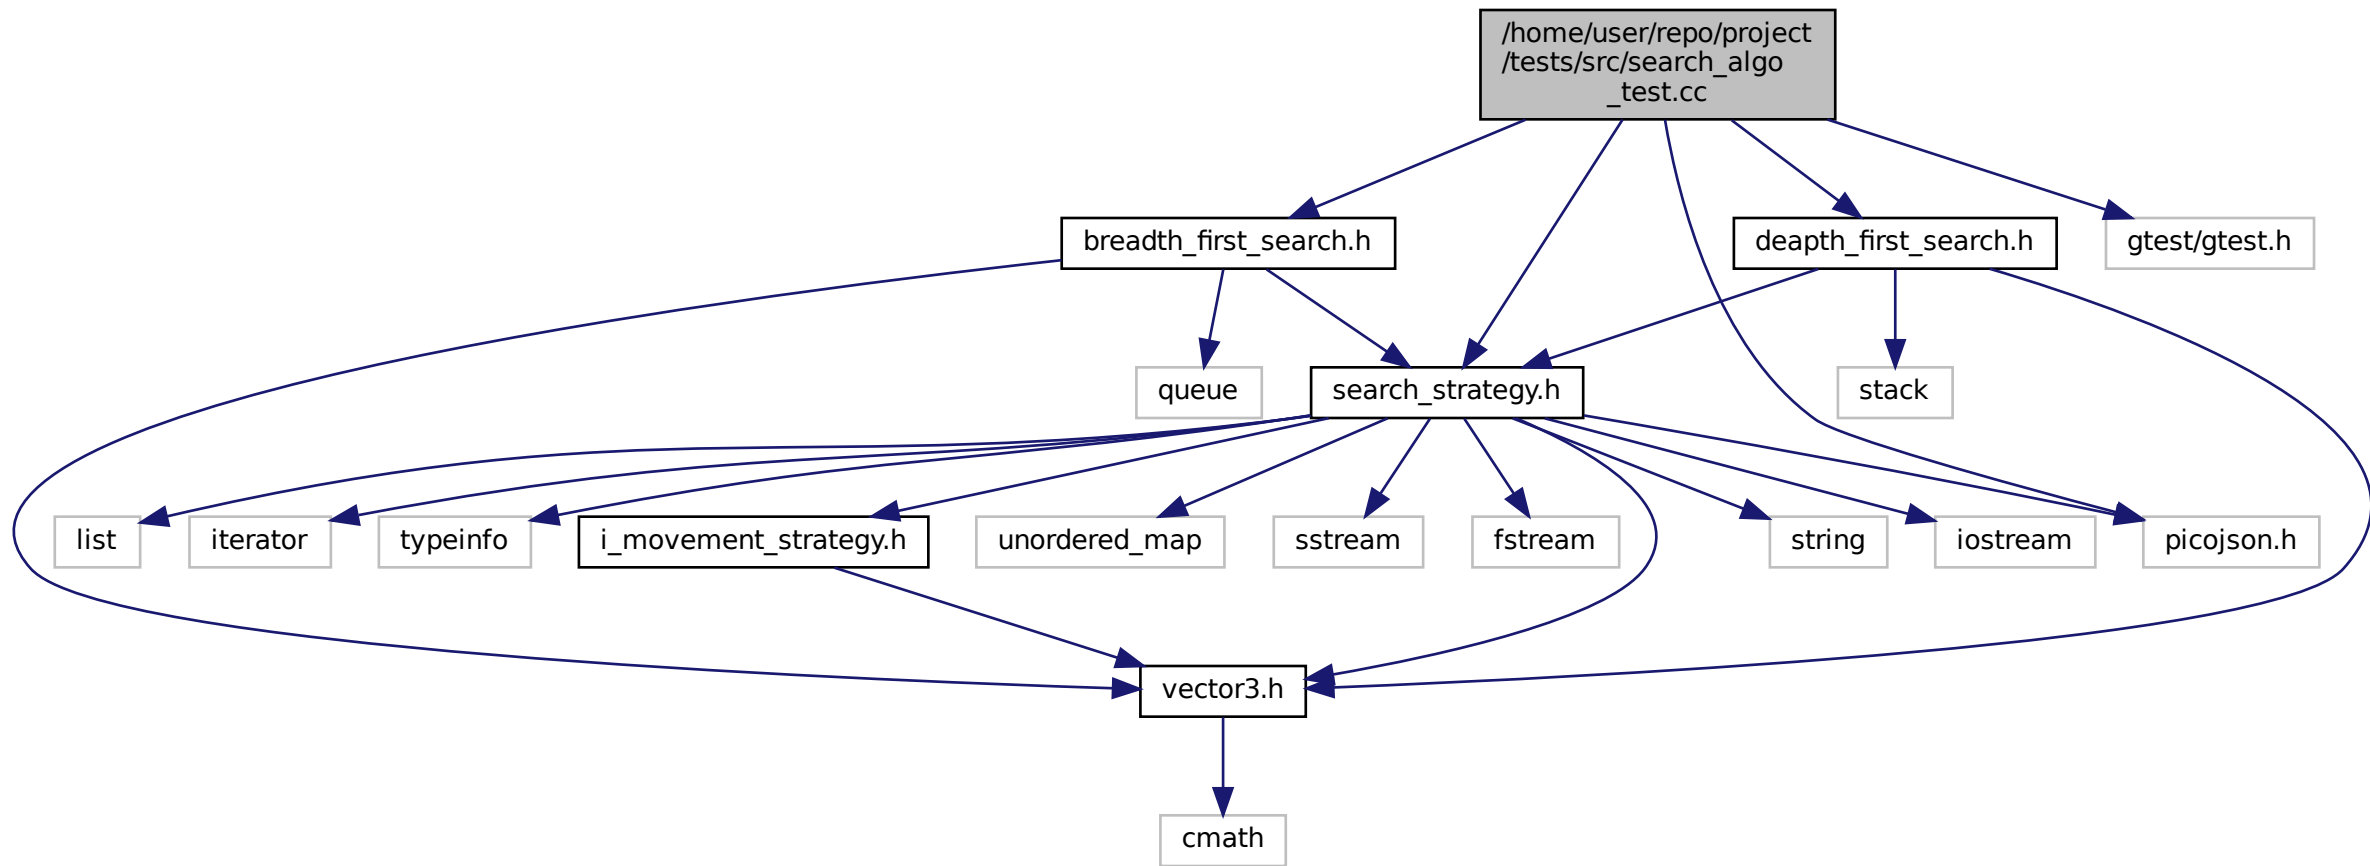 /home/user/repo/project
/tests/src/search_algo
_test.cc
breadth_first_search.h
deapth_first_search.h
gtest/gtest.h
queue
search_strategy.h
stack
list
iterator
typeinfo
i_movement_strategy.h
unordered_map
sstream
fstream
string
iostream
picojson.h
vector3.h
cmath